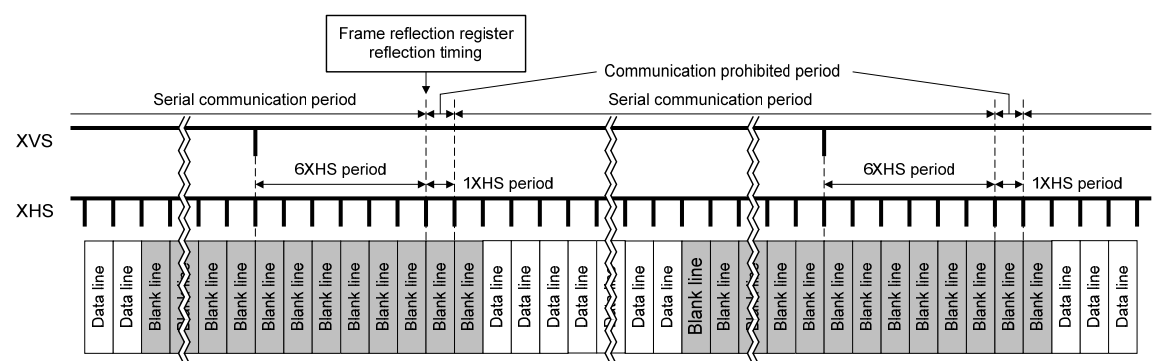 Frame reflection register
reflection timing
Communication prohibited period
Serial communication period
Serial communication period
XVS
6XHS period
1XHS period
6XHS period
1XHS period
XHS
Data line
Data line
Blank line
Blank line
Blank line
Blank line
Blank line
Blank line
Blank line
Blank line
Blank line
Blank line
Blank line
Data line
Data line
Data line
Data line
Data line
Data line
Blank line
Blank line
Blank line
Blank line
Blank line
Blank line
Blank line
Blank line
Blank line
Blank line
Blank line
Blank line
Data line
Data line
Data line